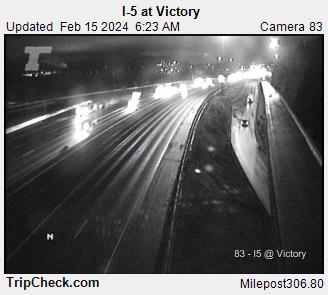 I-5 at Victory
Updated Feb 15 2024 6:23 AM Camera 83
N
83 - I5 @ Victory
TripCheck.com Milepost306.80